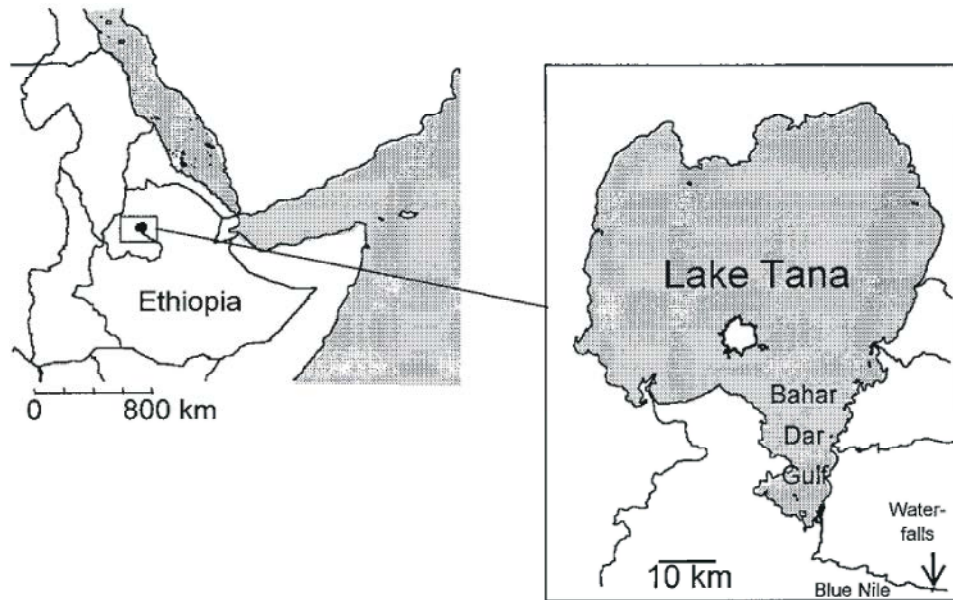 Ethiopia
0 800 km
Lake Tana
Bahar
Dar
Gulf
Water-
falls
10 km
Blue Nile